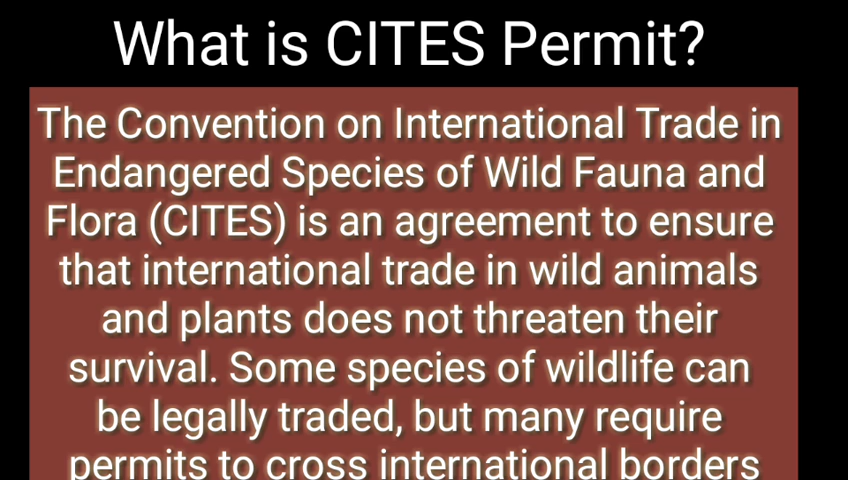 What is CITES Permit?
The Convention on International Trade in
Endangered Species of Wild Fauna and
Flora (CITES) is an agreement to ensure
that international trade in wild animals
and plants does not threaten their
survival. Some species of wildlife can
be legally traded, but many require
permits to cross international borders